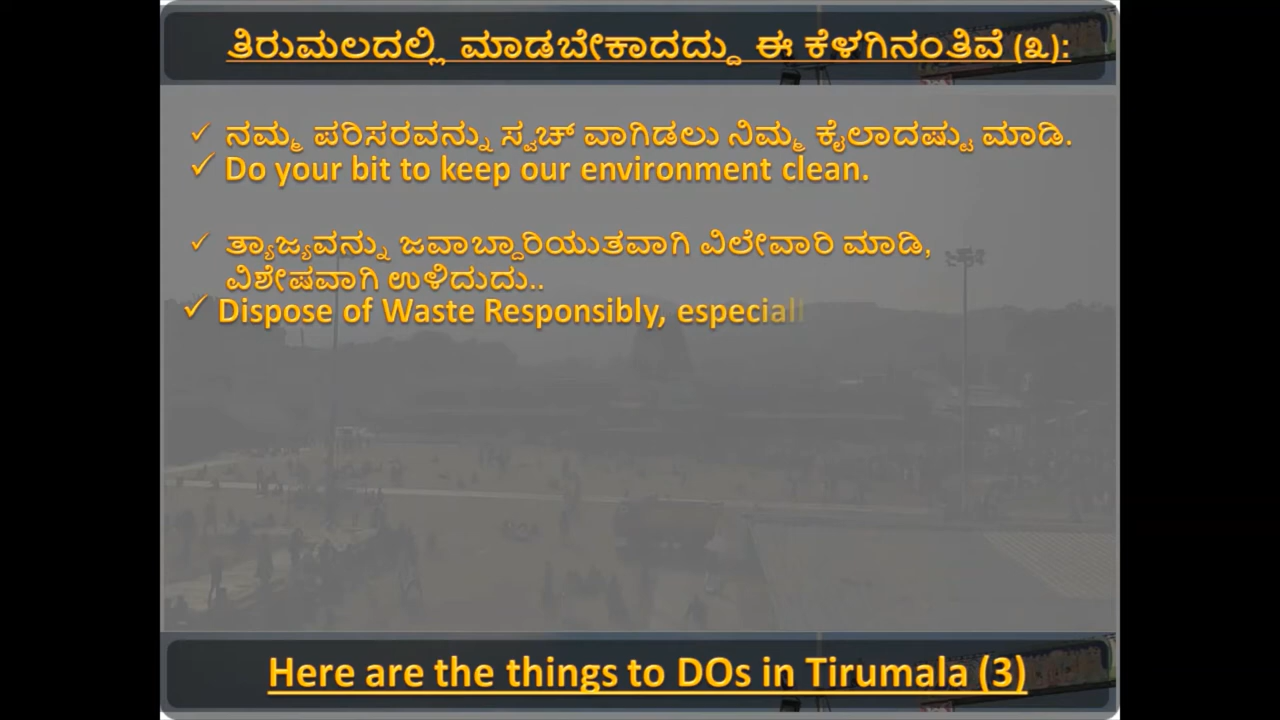 ತಿರುಮಲದಲ್ಲಿ ಮಾಡಬೇಕಾದದ್ದು ಈ ಕೆಳಗಿನಂತಿವೆ (೩):
✓ ನಮ್ಮ ಪರಿಸರವನ್ನು ಸ್ವಚ್ ವಾಗಿಡಲು ನಿಮ್ಮ ಕೈಲಾದಷ್ಟು ಮಾಡಿ.
✓ Do your bit to keep our environment clean.
✓ ತ್ಯಾಜ್ಯವನ್ನು ಜವಾಬ್ದಾರಿಯುತವಾಗಿ ವಿಲೇವಾರಿ ಮಾಡಿ,
ವಿಶೇಷವಾಗಿ ಉಳಿದುದು..
✓ Dispose of Waste Responsibly, especiall
Here are the things to DOs in Tirumala (3)